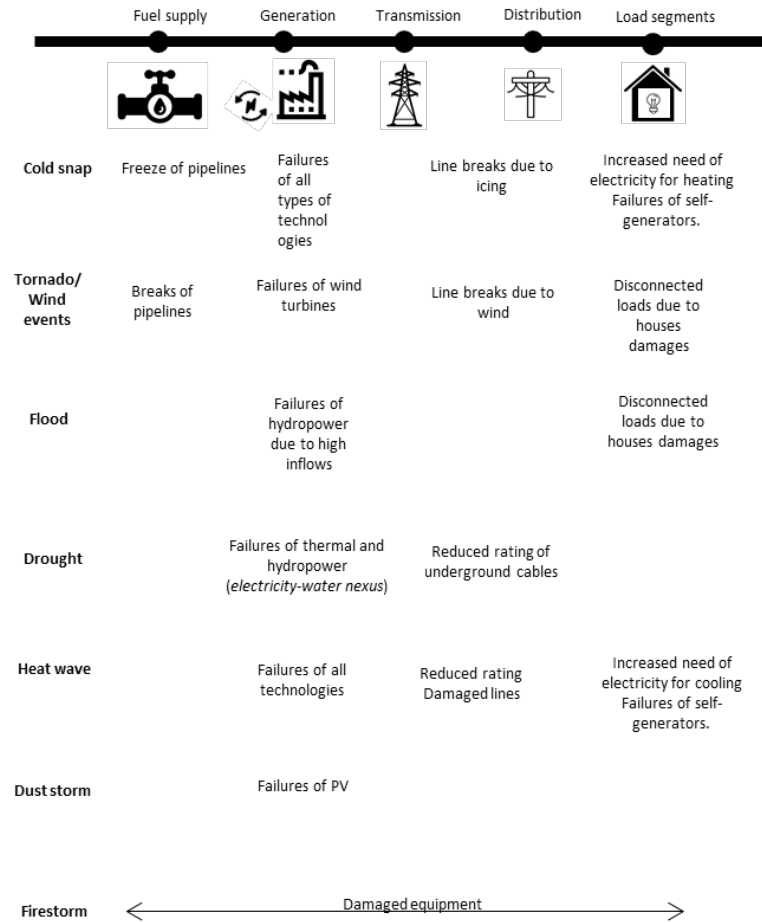 Fuel supply
Generation
Transmission
Distribution
Load segments
Cold snap
Freeze of pipelines
Failures
of all
types of
technol
ogies
Line breaks due to
icing
Increased need of
electricity for heating
Failures of self-
generators.
Tornado/
Wind
events
Breaks of
pipelines
Failures of wind
turbines
Line breaks due to
wind
Disconnected
loads due to
houses
damages
Flood
Failures of
hydropower
due to high
inflows
Disconnected
loads due to
houses damages
Drought
Failures of thermal and
hydropower
(electricity-water nexus)
Reduced rating of
underground cables
Heat wave
Failures of all
technologies
Reduced rating
Damaged lines
Increased need of
electricity for cooling
Failures of self-
generators.
Dust storm
Failures of PV
Firestorm
Damaged equipment